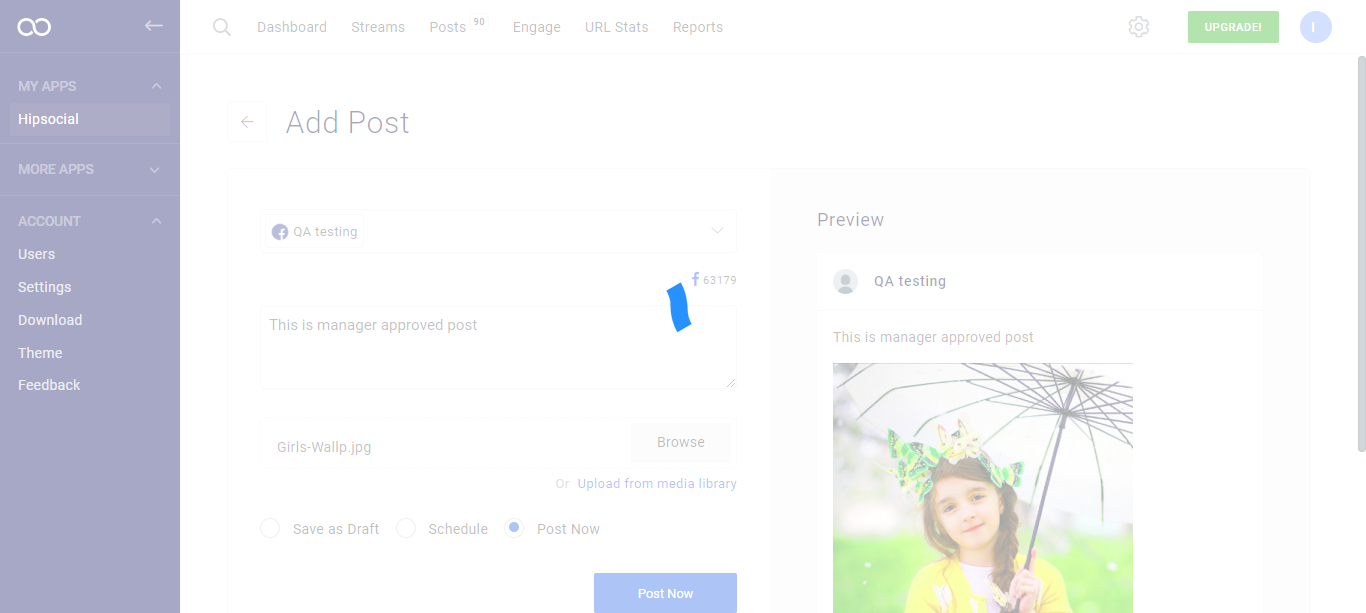 Dashboard Streams Posts 90 Engage URL Stats Reports UPGRADE! I
MY APPS
Hipsocial
MORE APPS
ACCOUNT
Users
Settings
Download
Theme
Feedback
Add Post
QA testing
63179
This is manager approved post
Girls-Wallp.jpg Browse
Or Upload from media library
Save as Draft Schedule Post Now
Post Now
Preview
QA testing
This is manager approved post